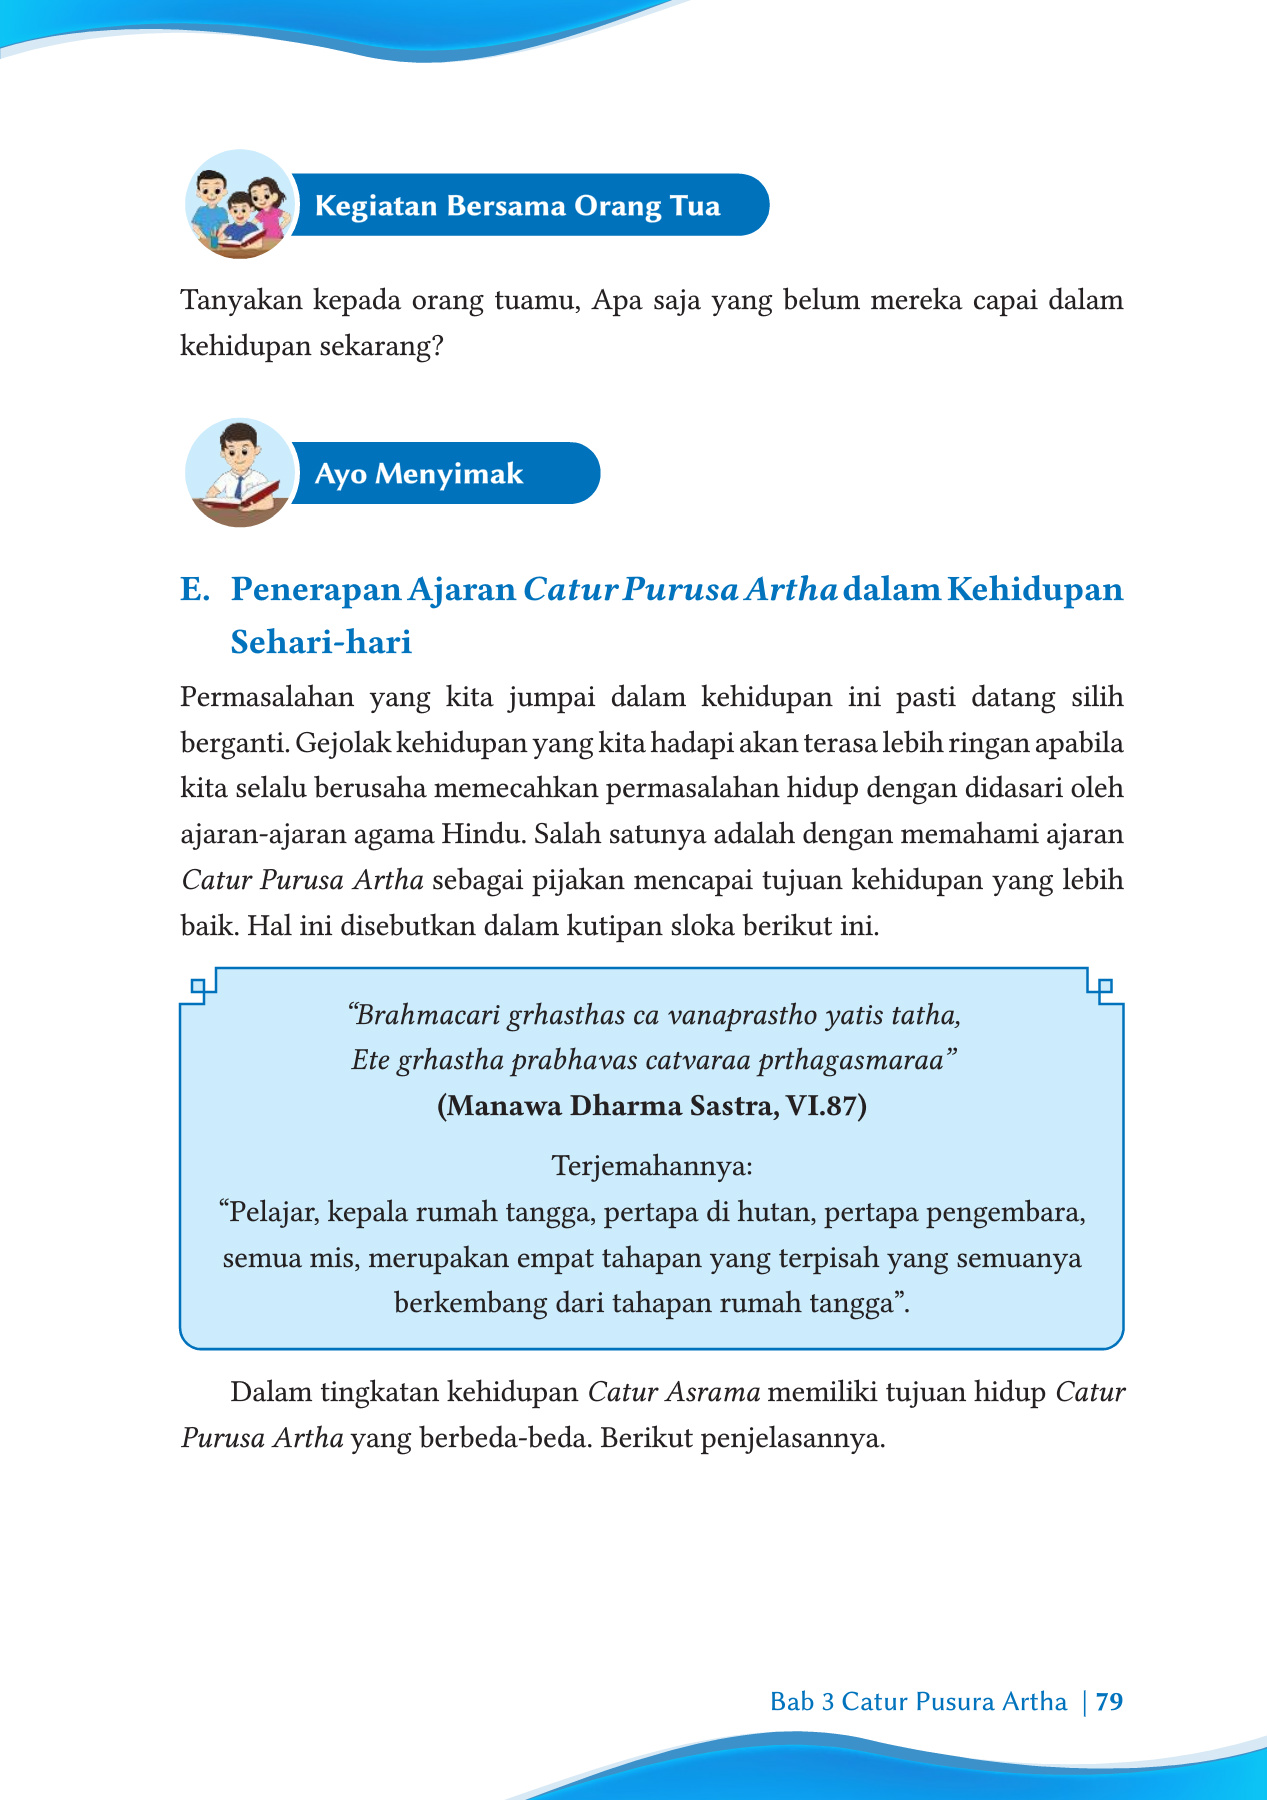 Kegiatan Bersama Orang Tua
Tanyakan kepada orang tuamu, Apa saja yang belum mereka capai dalam
kehidupan sekarang?
Ayo Menyimak
E. Penerapan Ajaran Catur Purusa Artha dalam Kehidupan
Sehari-hari
Permasalahan yang kita jumpai dalam kehidupan ini pasti datang silih
berganti. Gejolak kehidupan yang kita hadapi akan terasa lebih ringan apabila
kita selalu berusaha memecahkan permasalahan hidup dengan didasari oleh
ajaran-ajaran agama Hindu. Salah satunya adalah dengan memahami ajaran
Catur Purusa Artha sebagai pijakan mencapai tujuan kehidupan yang lebih
baik. Hal ini disebutkan dalam kutipan sloka berikut ini.
“Brahmacari grhasthas ca vanaprastho yatis tatha,
Ete grhastha prabhavas catvaraa prthagasmaraa”
(Manawa Dharma Sastra, VI.87)
Terjemahannya:
“Pelajar, kepala rumah tangga, pertapa di hutan, pertapa pengembara,
semua mis, merupakan empat tahapan yang terpisah yang semuanya
berkembang dari tahapan rumah tangga”.
Dalam tingkatan kehidupan Catur Asrama memiliki tujuan hidup Catur
Purusa Artha yang berbeda-beda. Berikut penjelasannya.
Bab 3 Catur Pusura Artha | 79